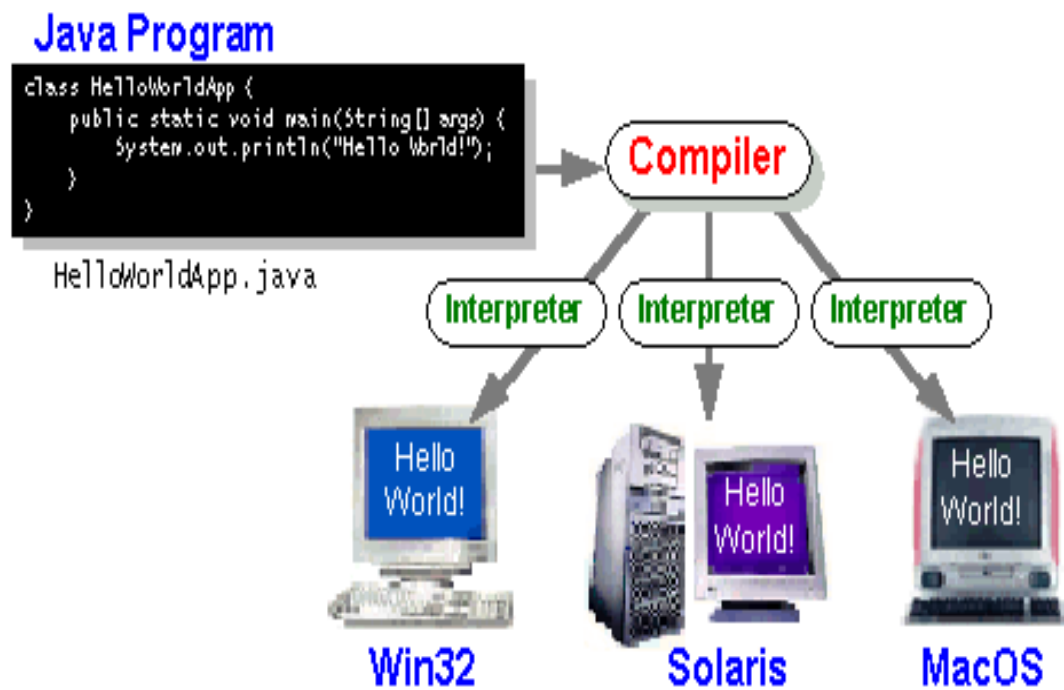 Java Program
class HelloWorldApp {
public static void main(String[] args) {
System.out.println("Hello World!");
}
}
HelloWorldApp.java
Compiler
Interpreter
Interpreter
Interpreter
Hello
World!
Hello
World!
Hello
World!
Win32
Solaris
MacOS